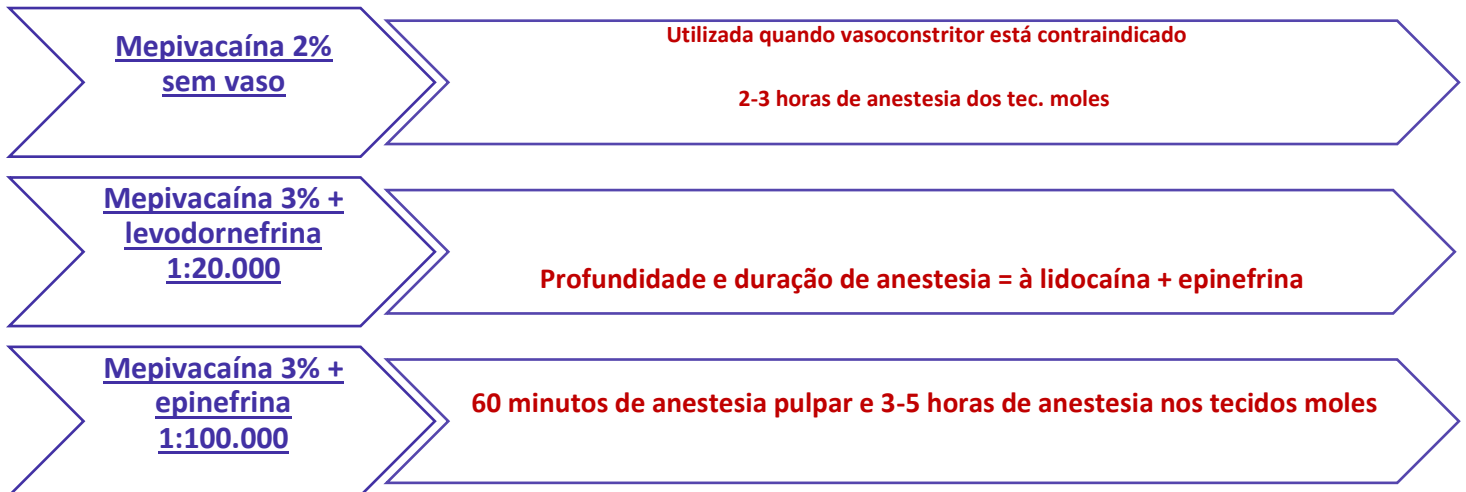 Mepivacaína 2%
sem vaso
Utilizada quando vasoconstritor está contraindicado
2-3 horas de anestesia dos tec. moles
Mepivacaína 3% +
levodornefrina
1:20.000
Profundidade e duração de anestesia = à lidocaína + epinefrina
Mepivacaína 3% +
epinefrina
1:100.000
60 minutos de anestesia pulpar e 3-5 horas de anestesia nos tecidos moles